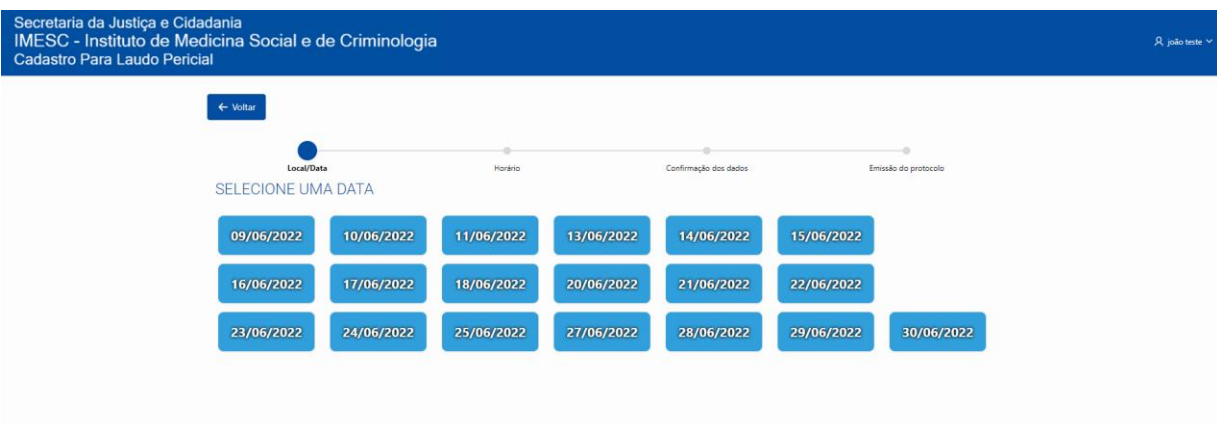 Secretaria da Justiça e Cidadania
IMESC - Instituto de Medicina Social e de Criminologia
Cadastro Para Laudo Pericial
joão teste
← Voltar
Local/Data Horário Confirmação dos dados Emissão do protocolo
SELECIONE UMA DATA
09/06/2022 10/06/2022 11/06/2022 13/06/2022 14/06/2022 15/06/2022
16/06/2022 17/06/2022 18/06/2022 20/06/2022 21/06/2022 22/06/2022
23/06/2022 24/06/2022 25/06/2022 27/06/2022 28/06/2022 29/06/2022 30/06/2022